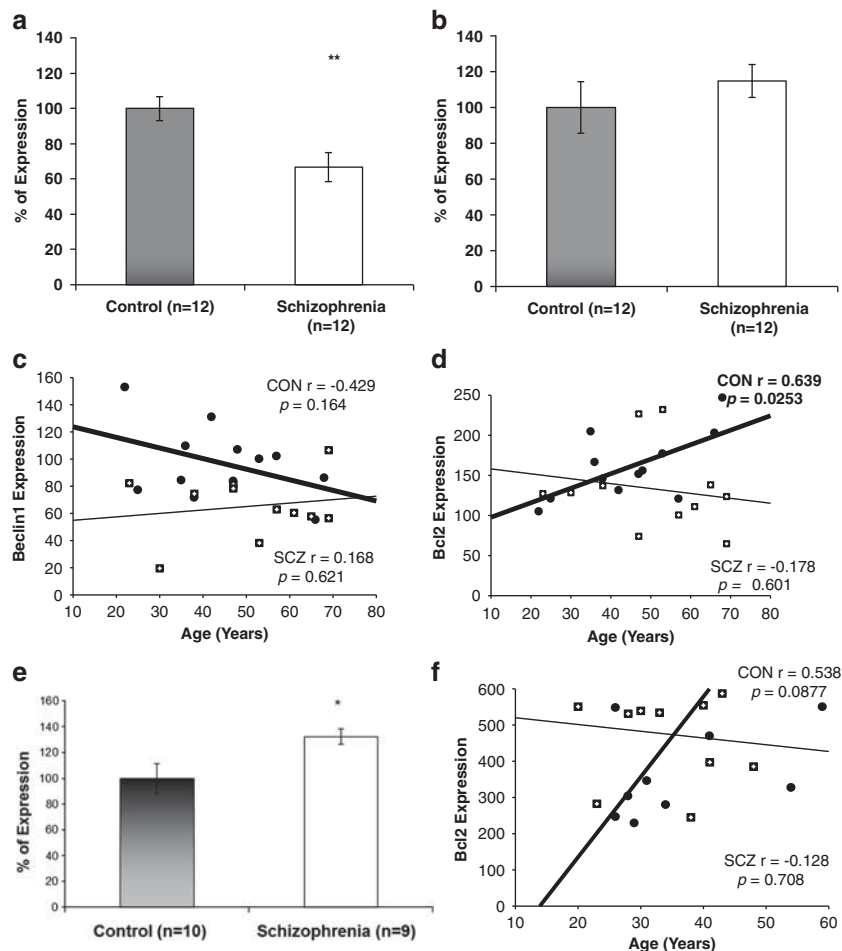 a
% of Expression
140
120
100
80
60
40
20
0
**
Control (n=12)
Schizophrenia
(n=12)
b
% of Expression
140
120
100
80
60
40
20
0
Control (n=12)
Schizophrenia
(n=12)
c
Beclin1 Expression
160
140
120
100
80
60
40
20
0
CON r = -0.429
p = 0.164
SCZ r = 0.168
p = 0.621
10 20 30 40 50 60 70 80
Age (Years)
d
Bcl2 Expression
250
200
150
100
50
0
CON r = 0.639
p = 0.0253
SCZ r = -0.178
p = 0.601
10 20 30 40 50 60 70 80
Age (Years)
e
% of Expression
160
140
120
100
80
60
40
20
0
*
Control (n=10)
Schizophrenia (n=9)
f
Bcl2 Expression
600
500
400
300
200
100
0
CON r = 0.538
p = 0.0877
SCZ r = -0.128
p = 0.708
10 20 30 40 50 60
Age (Years)